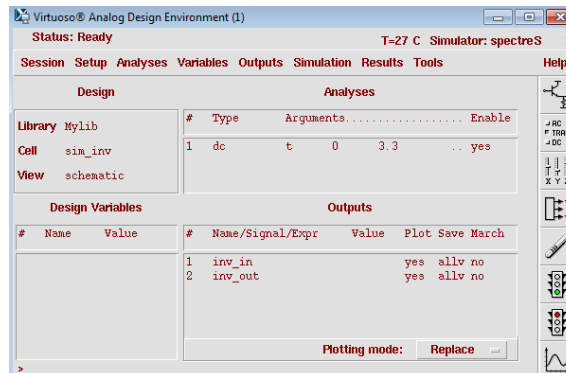 Virtuoso® Analog Design Environment (1)
Status: Ready
T=27 C Simulator: spectreS
Session Setup Analyses Variables Outputs Simulation Results Tools Help
Design
Analyses
Library Mylib
Cell sim_inv
View schematic
# Type Arguments.................. Enable
1 dc t 0 3.3 .. yes
Design Variables
Outputs
# Name Value
# Name/Signal/Expr Value Plot Save March
1 inv_in yes allv no
2 inv_out yes allv no
Plotting mode: Replace
>
AC
TRA
DC
X Y